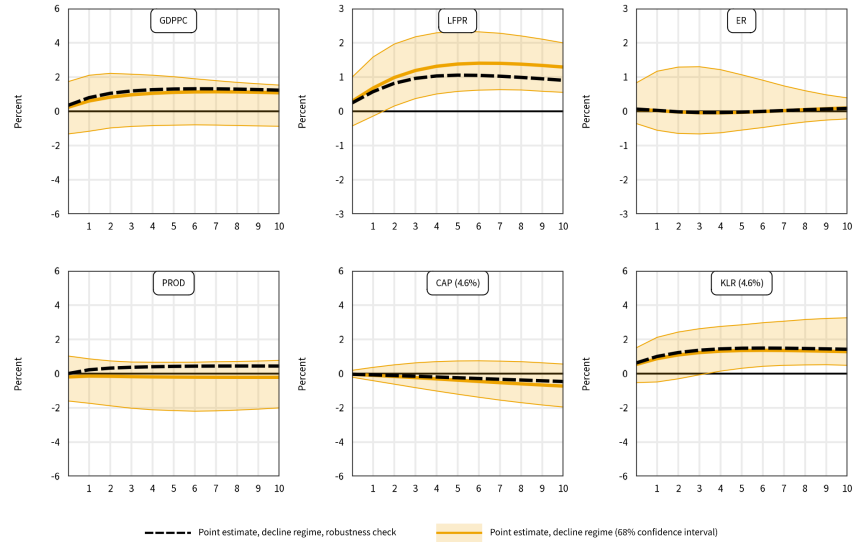 GDPPC
LFPR
ER
6
4
2
0
-2
-4
-6
Percent
1 2 3 4 5 6 7 8 9 10
3
2
1
0
-1
-2
-3
Percent
1 2 3 4 5 6 7 8 9 10
3
2
1
0
-1
-2
-3
Percent
1 2 3 4 5 6 7 8 9 10
PROD
CAP (4.6%)
KLR (4.6%)
6
4
2
0
-2
-4
-6
Percent
1 2 3 4 5 6 7 8 9 10
6
4
2
0
-2
-4
-6
Percent
1 2 3 4 5 6 7 8 9 10
6
4
2
0
-2
-4
-6
Percent
1 2 3 4 5 6 7 8 9 10
Point estimate, decline regime, robustness check
Point estimate, decline regime (68% confidence interval)